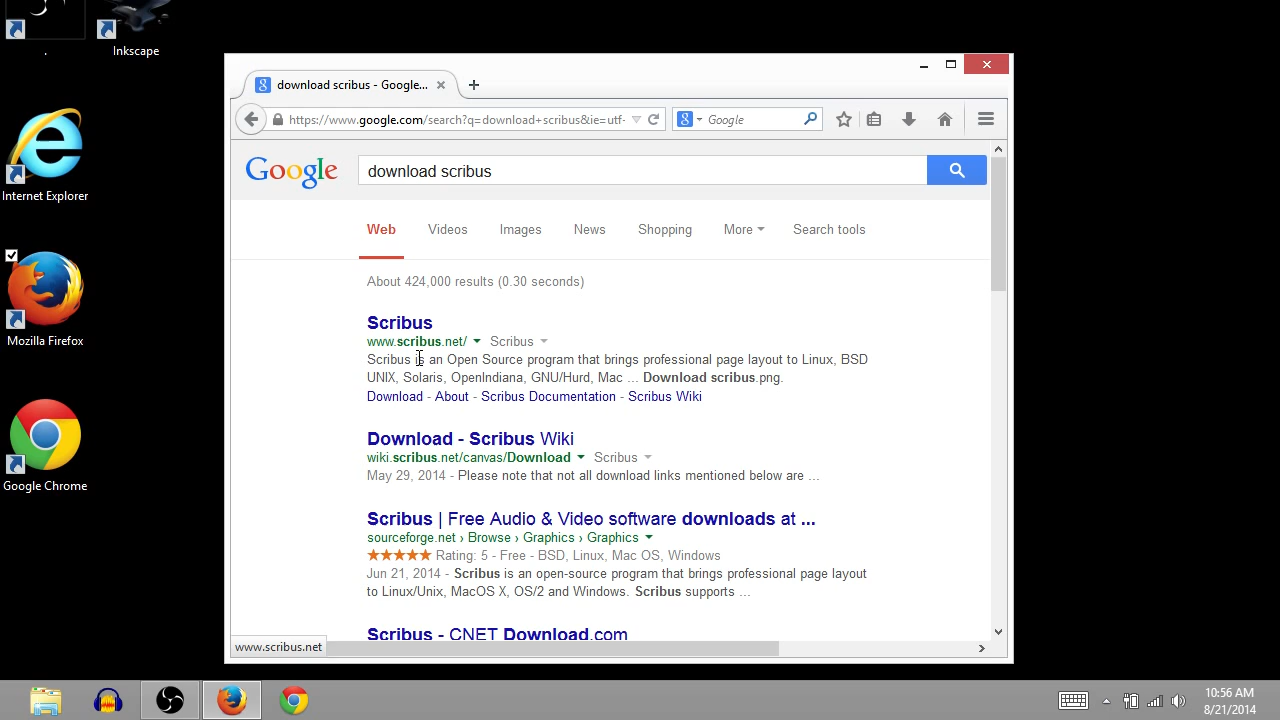 .
Inkscape
Internet Explorer
Mozilla Firefox
Google Chrome
download scribus - Google...
https://www.google.com/search?q=download+scribus&ie=utf-
Google
Google
download scribus
Web Videos Images News Shopping More Search tools
About 424,000 results (0.30 seconds)
Scribus
www.scribus.net/ Scribus
Scribus is an Open Source program that brings professional page layout to Linux, BSD
UNIX, Solaris, OpenIndiana, GNU/Hurd, Mac ... Download scribus.png.
Download - About - Scribus Documentation - Scribus Wiki
Download - Scribus Wiki
wiki.scribus.net/canvas/Download Scribus
May 29, 2014 - Please note that not all download links mentioned below are ...
Scribus | Free Audio & Video software downloads at ...
sourceforge.net › Browse › Graphics › Graphics
Rating: 5 - Free - BSD, Linux, Mac OS, Windows
Jun 21, 2014 - Scribus is an open-source program that brings professional page layout
to Linux/Unix, MacOS X, OS/2 and Windows. Scribus supports ...
Scribus - CNET Download.com
www.scribus.net
10:56 AM
8/21/2014